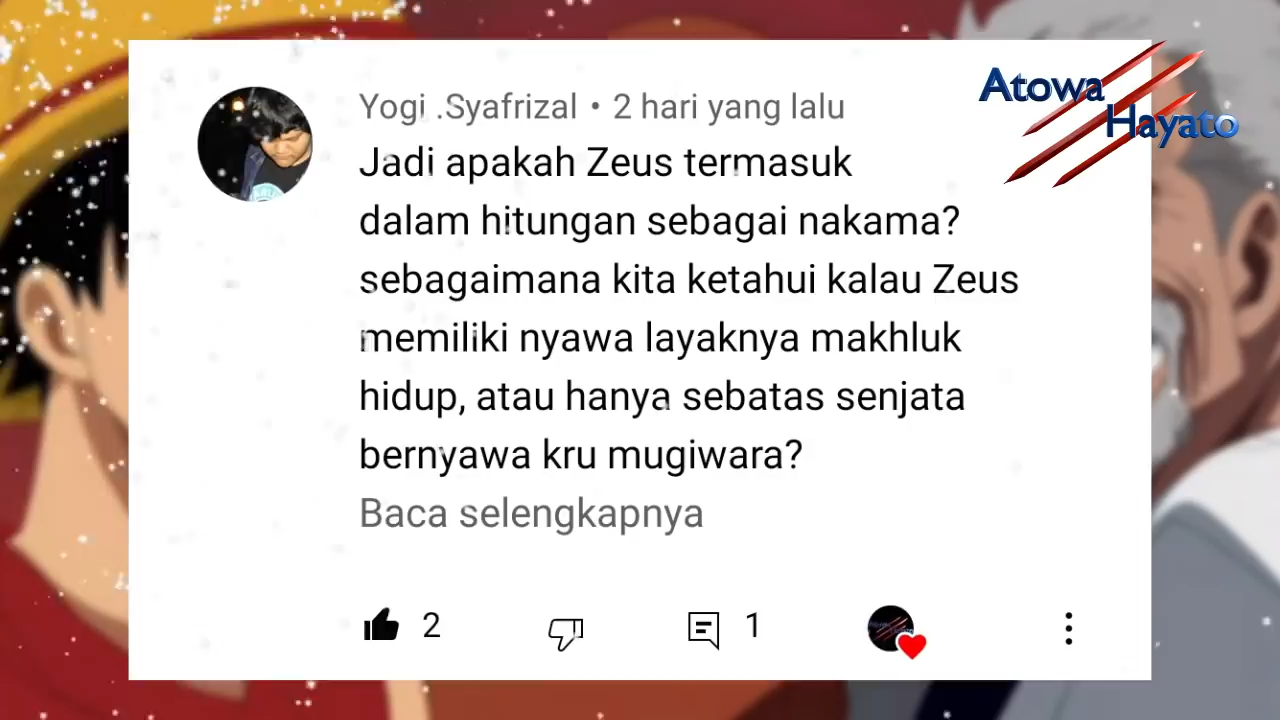 Atowa
Hayato
Yogi .Syafrizal • 2 hari yang lalu
Jadi apakah Zeus termasuk
dalam hitungan sebagai nakama?
sebagaimana kita ketahui kalau Zeus
memiliki nyawa layaknya makhluk
hidup, atau hanya sebatas senjata
bernyawa kru mugiwara?
Baca selengkapnya
2
1